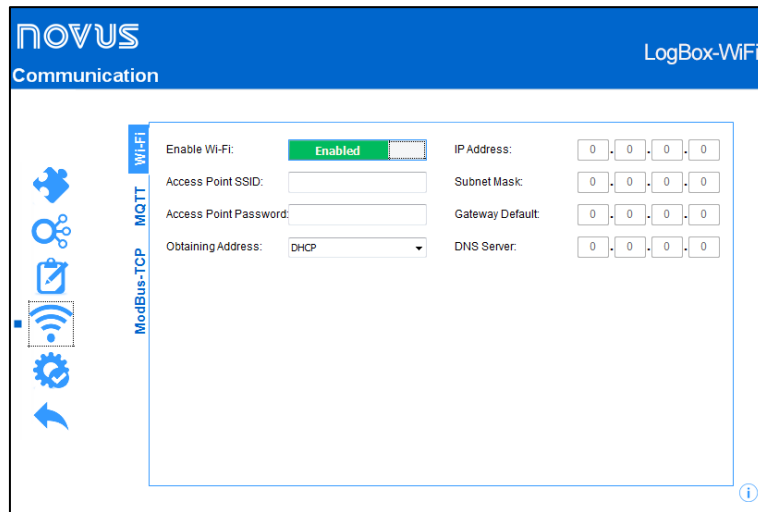 NOVUS
LogBox-WiFi
Communication
Wi-Fi
MQTT
ModBus-TCP
Enable Wi-Fi: Enabled
Access Point SSID:
Access Point Password:
Obtaining Address: DHCP
IP Address: 0 . 0 . 0 . 0
Subnet Mask: 0 . 0 . 0 . 0
Gateway Default: 0 . 0 . 0 . 0
DNS Server: 0 . 0 . 0 . 0
i